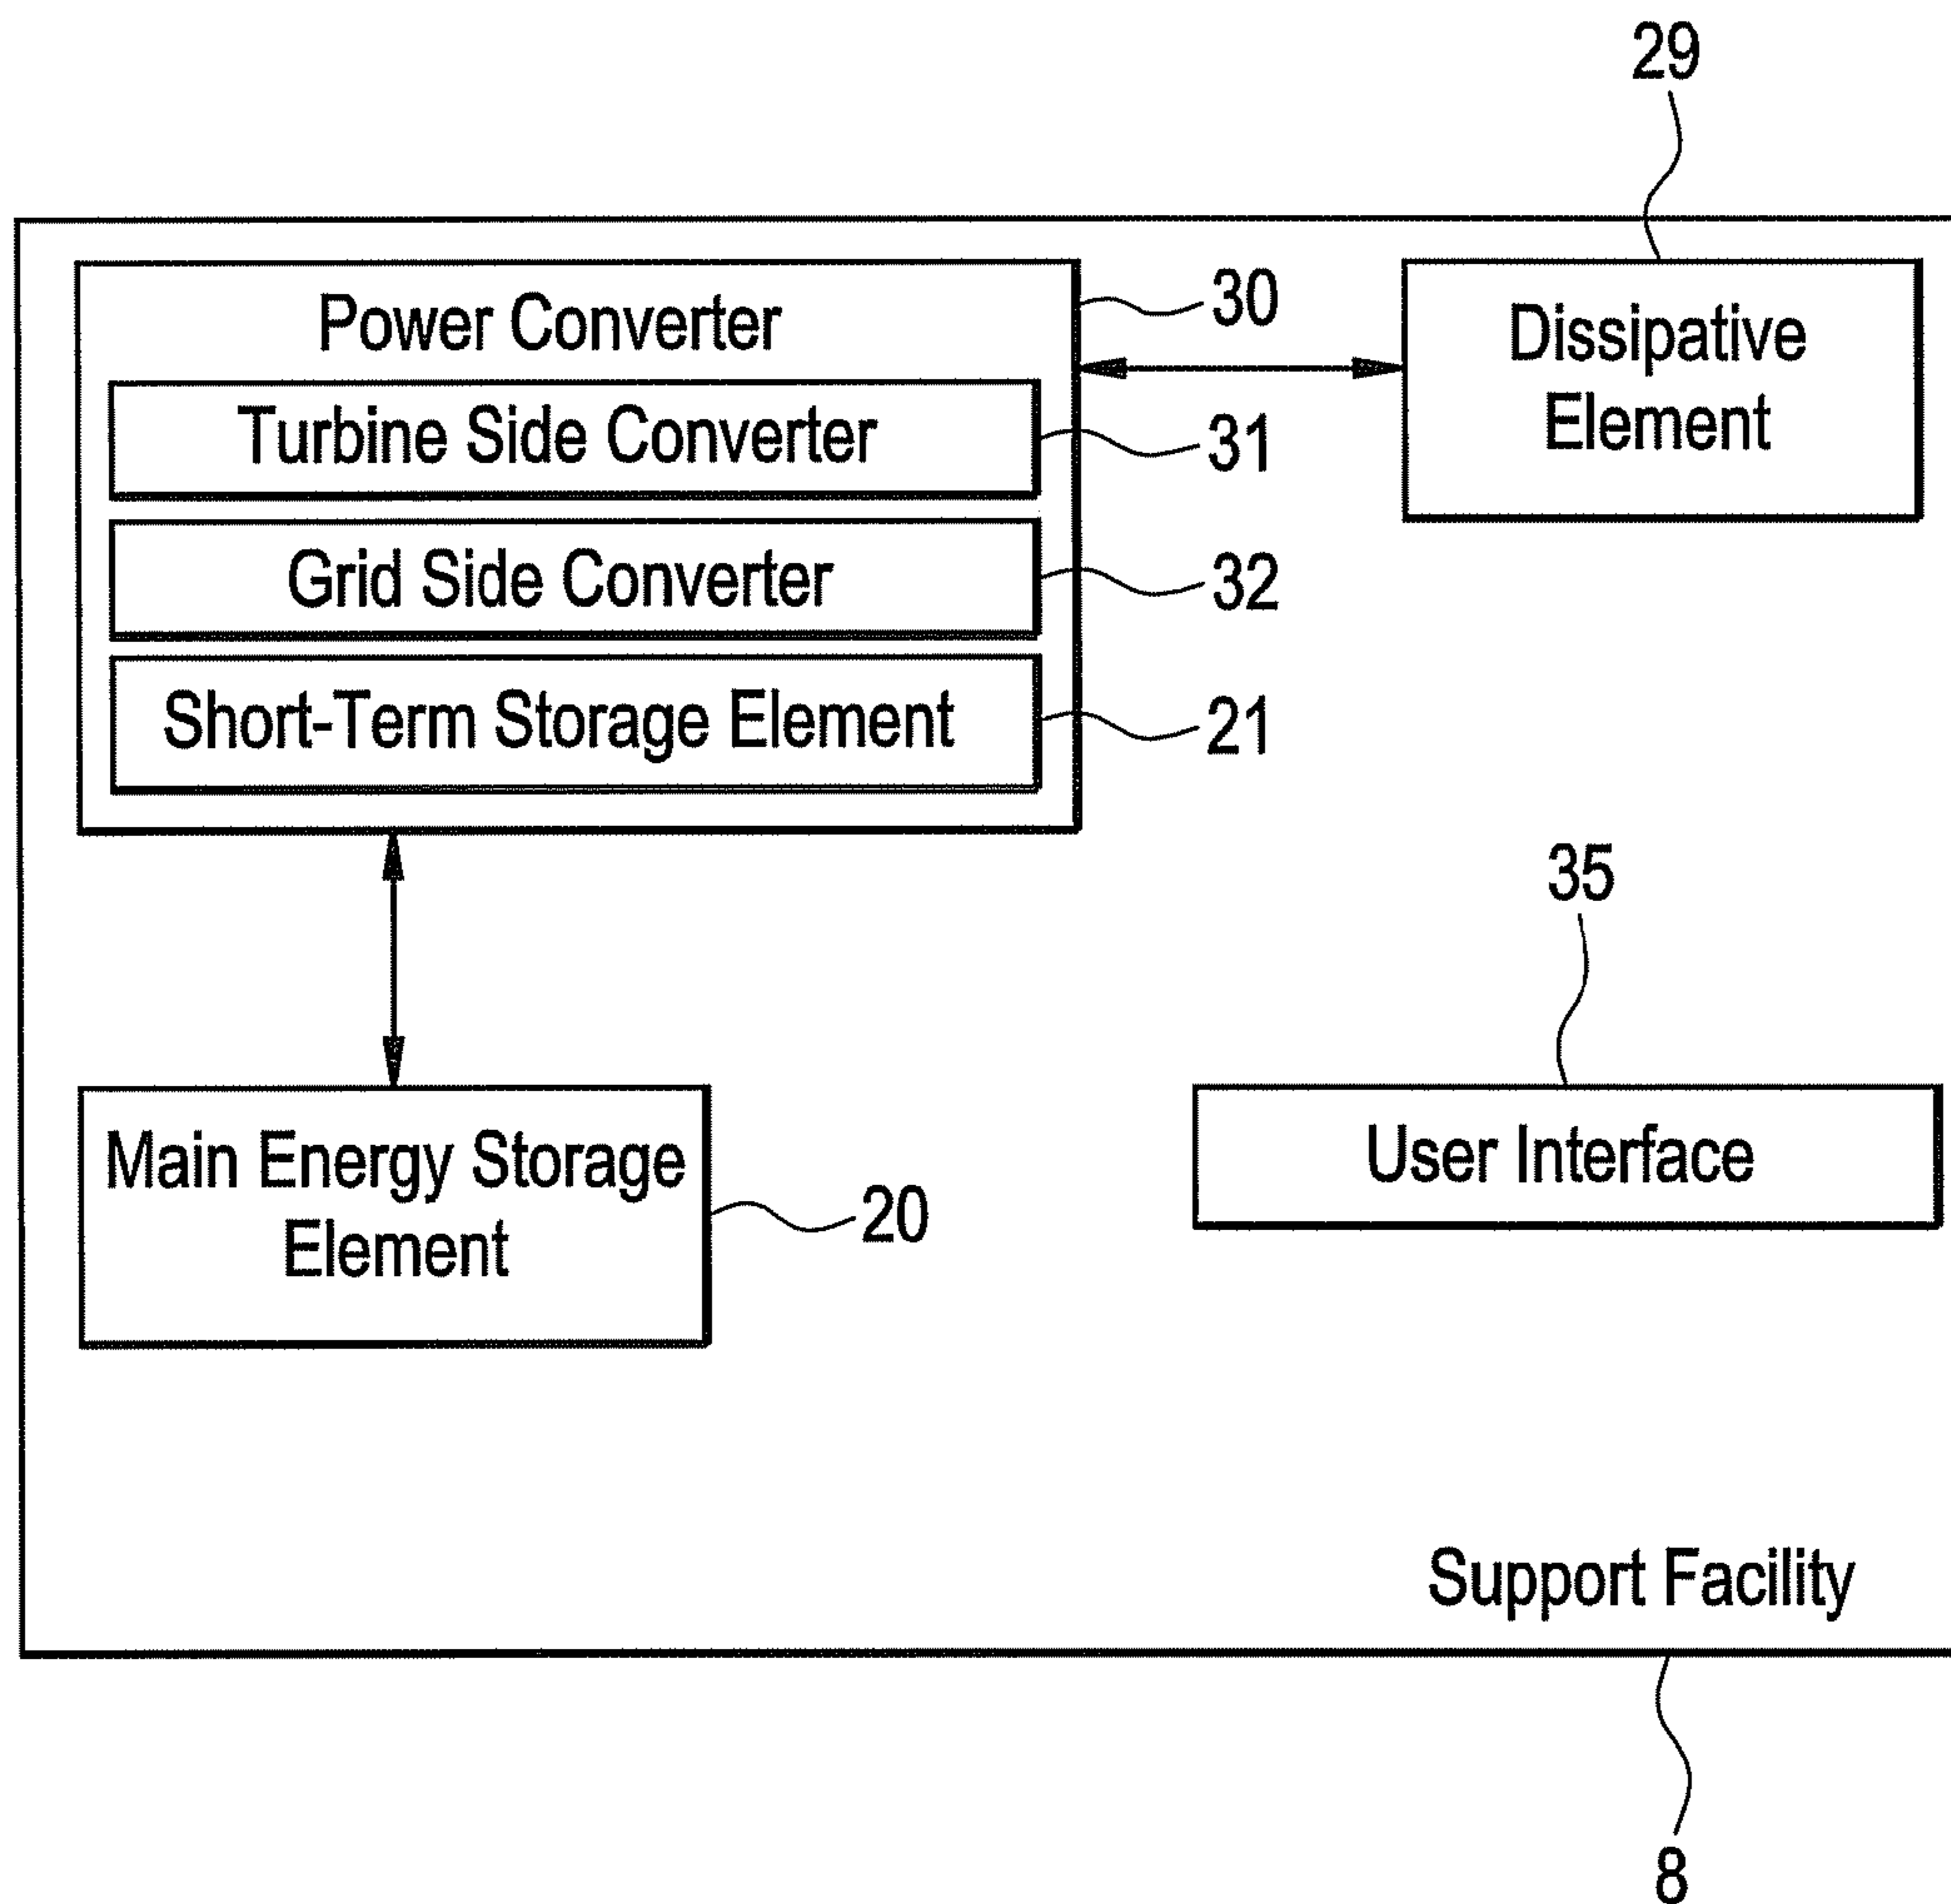 29
Power Converter
30
Dissipative
Element
Turbine Side Converter
31
Grid Side Converter
32
Short-Term Storage Element
21
35
Main Energy Storage
Element
20
User Interface
Support Facility
8